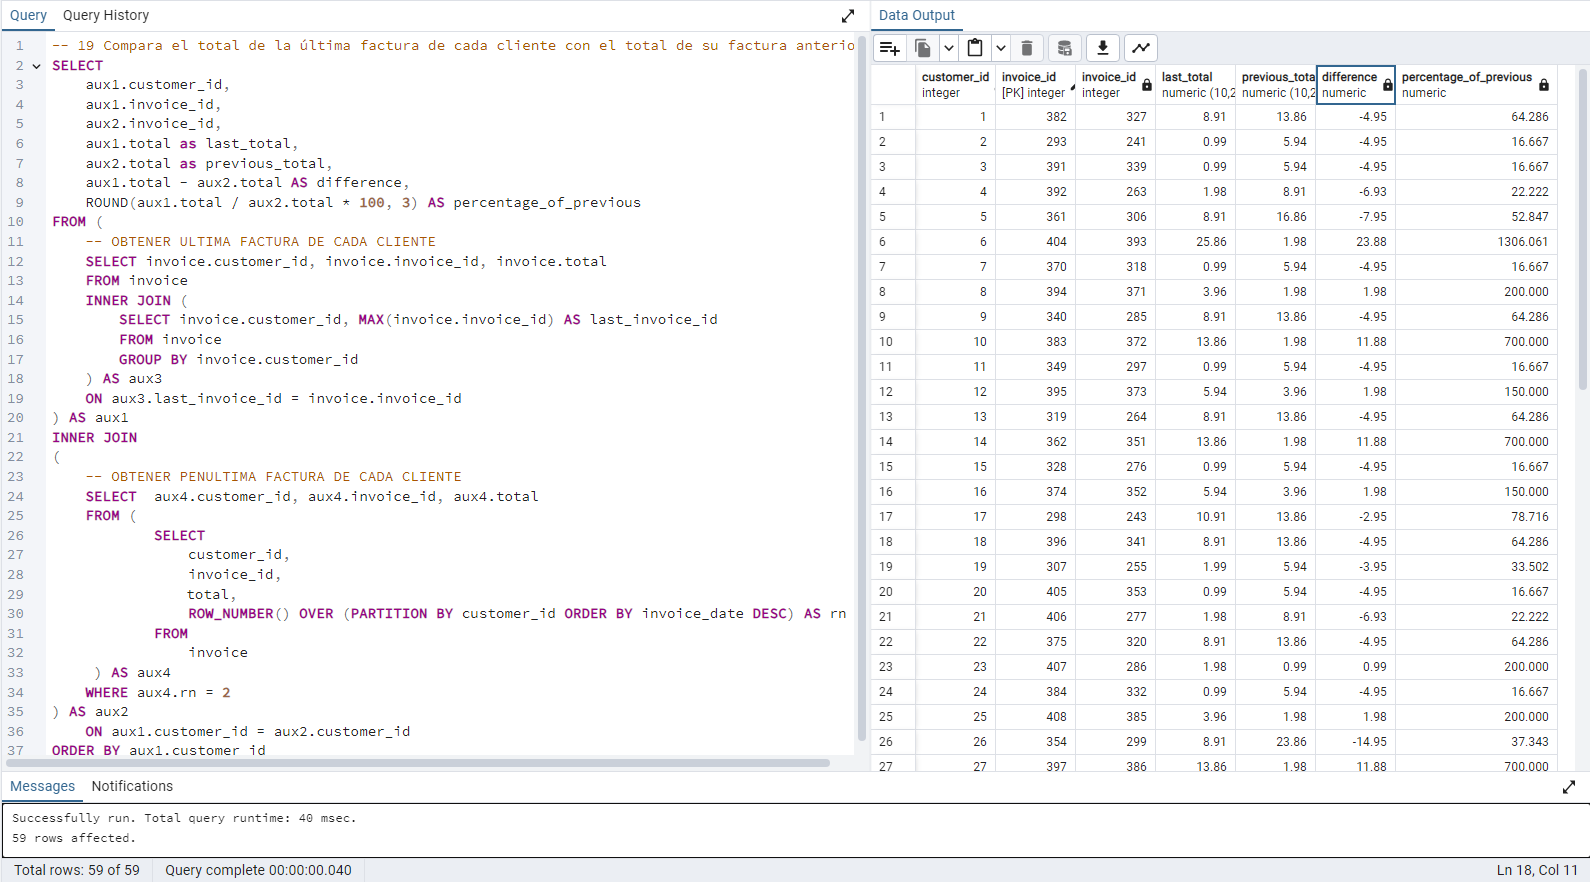 Query Query History
1 -- 19 Compara el total de la última factura de cada cliente con el total de su factura anterio
2 SELECT
3 aux1.customer_id,
4 aux1.invoice_id,
5 aux2.invoice_id,
6 aux1.total as last_total,
7 aux2.total as previous_total,
8 aux1.total - aux2.total AS difference,
9 ROUND(aux1.total / aux2.total * 100, 3) AS percentage_of_previous
10 FROM (
11 -- OBTENER ULTIMA FACTURA DE CADA CLIENTE
12 SELECT invoice.customer_id, invoice.invoice_id, invoice.total
13 FROM invoice
14 INNER JOIN (
15 SELECT invoice.customer_id, MAX(invoice.invoice_id) AS last_invoice_id
16 FROM invoice
17 GROUP BY invoice.customer_id
18 ) AS aux3
19 ON aux3.last_invoice_id = invoice.invoice_id
20 ) AS aux1
21 INNER JOIN
22 (
23 -- OBTENER PENULTIMA FACTURA DE CADA CLIENTE
24 SELECT aux4.customer_id, aux4.invoice_id, aux4.total
25 FROM (
26 SELECT
27 customer_id,
28 invoice_id,
29 total,
30 ROW_NUMBER() OVER (PARTITION BY customer_id ORDER BY invoice_date DESC) AS rn
31 FROM
32 invoice
33 ) AS aux4
34 WHERE aux4.rn = 2
35 ) AS aux2
36 ON aux1.customer_id = aux2.customer_id
37 ORDER BY aux1.customer_id
Data Output
customer_id invoice_id invoice_id last_total previous_tota difference percentage_of_previous
integer [PK] integer integer numeric (10,2 numeric (10,2 numeric numeric
1 1 382 327 8.91 13.86 -4.95 64.286
2 2 293 241 0.99 5.94 -4.95 16.667
3 3 391 339 0.99 5.94 -4.95 16.667
4 4 392 263 1.98 8.91 -6.93 22.222
5 5 361 306 8.91 16.86 -7.95 52.847
6 6 404 393 25.86 1.98 23.88 1306.061
7 7 370 318 0.99 5.94 -4.95 16.667
8 8 394 371 3.96 1.98 1.98 200.000
9 9 340 285 8.91 13.86 -4.95 64.286
10 10 383 372 13.86 1.98 11.88 700.000
11 11 349 297 0.99 5.94 -4.95 16.667
12 12 395 373 5.94 3.96 1.98 150.000
13 13 319 264 8.91 13.86 -4.95 64.286
14 14 362 351 13.86 1.98 11.88 700.000
15 15 328 276 0.99 5.94 -4.95 16.667
16 16 374 352 5.94 3.96 1.98 150.000
17 17 298 243 10.91 13.86 -2.95 78.716
18 18 396 341 8.91 13.86 -4.95 64.286
19 19 307 255 1.99 5.94 -3.95 33.502
20 20 405 353 0.99 5.94 -4.95 16.667
21 21 406 277 1.98 8.91 -6.93 22.222
22 22 375 320 8.91 13.86 -4.95 64.286
23 23 407 286 1.98 0.99 0.99 200.000
24 24 384 332 0.99 5.94 -4.95 16.667
25 25 408 385 3.96 1.98 1.98 200.000
26 26 354 299 8.91 23.86 -14.95 37.343
27 27 397 386 13.86 1.98 11.88 700.000
Messages Notifications
Successfully run. Total query runtime: 40 msec.
59 rows affected.
Total rows: 59 of 59 Query complete 00:00:00.040 Ln 18, Col 11